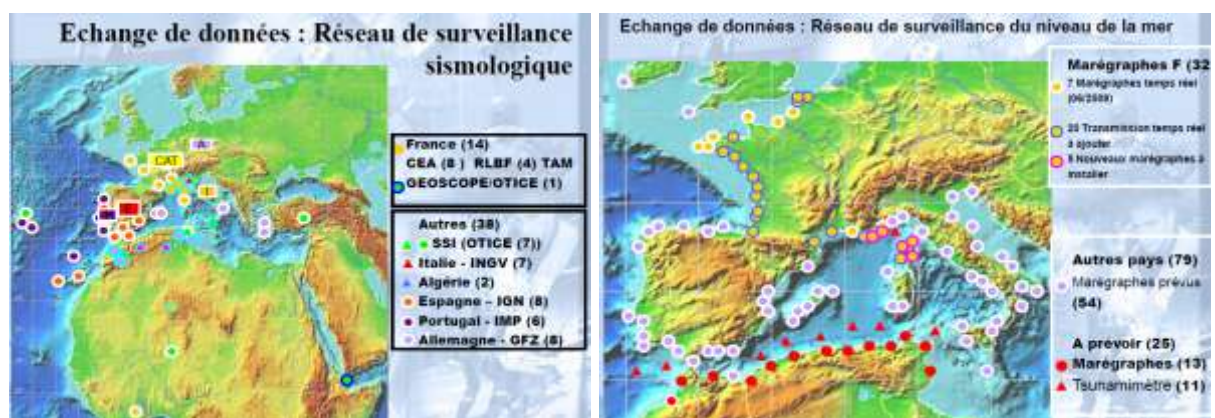 Echange de données : Réseau de surveillance
sismologique
CAT
A
I
France (14)
CEA (8 ) RLBF (4) TAM
GEOSCOPE/OTICE (1)
Autres (38)
SSI (OTICE (7))
Italie - INGV (7)
Algérie (2)
Espagne – IGN (8)
Portugal - IMP (6)
Allemagne - GFZ (8)
Echange de données : Réseau de surveillance du niveau de la mer
Marégraphes F (32
7 Marégraphes temps réel
20 Transmission temps réel
à ajouter
5 Nouveaux marégraphes à
installer
Autres pays (79)
Marégraphes prévus
(54)
A prévoir (25)
Marégraphes (13)
Tsunamimètre (11)